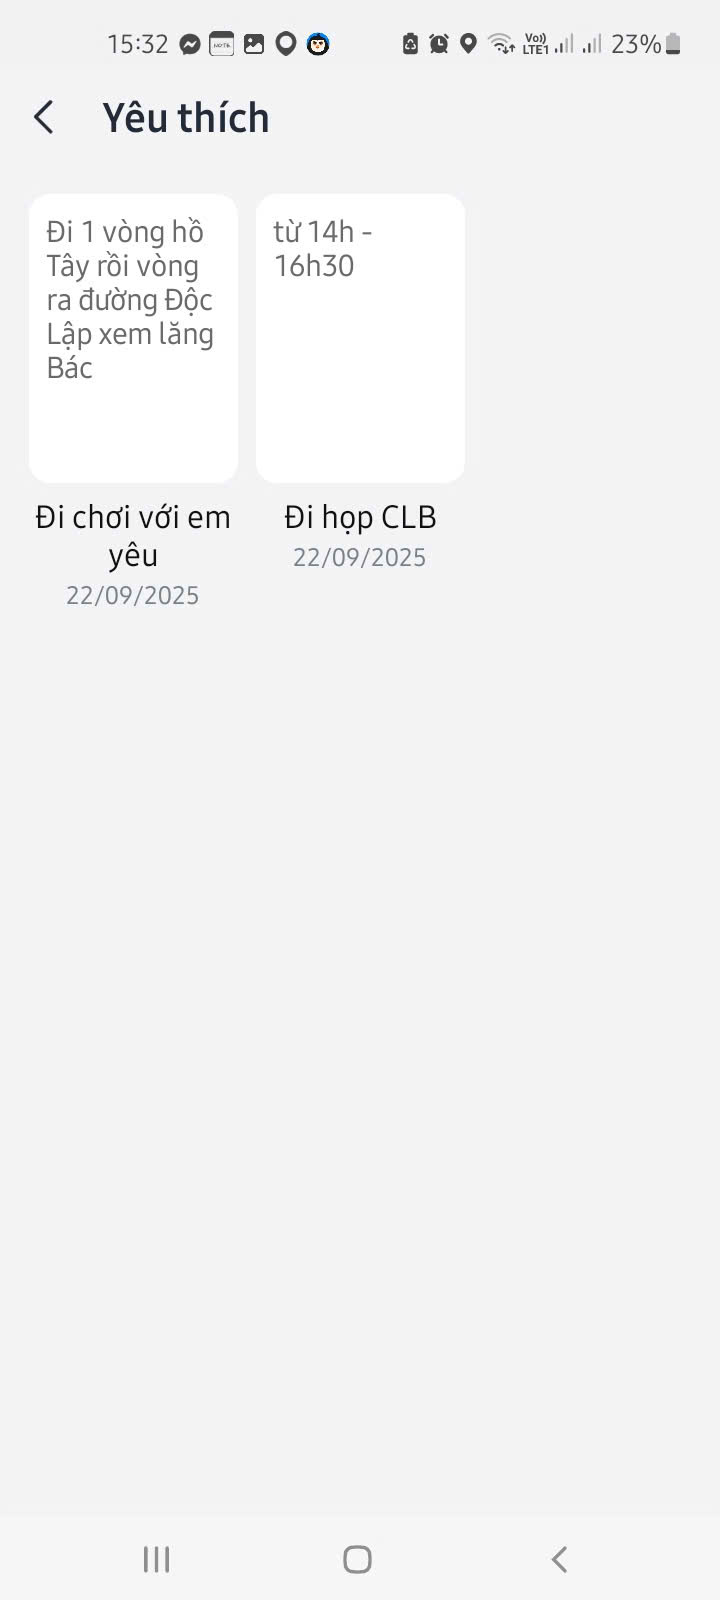 15:32
NOTE
Vo))
LTE1
23%
Yêu thích
Đi 1 vòng hồ
Tây rồi vòng
ra đường Độc
Lập xem lăng
Bác
từ 14h -
16h30
Đi chơi với em
yêu
22/09/2025
Đi họp CLB
22/09/2025